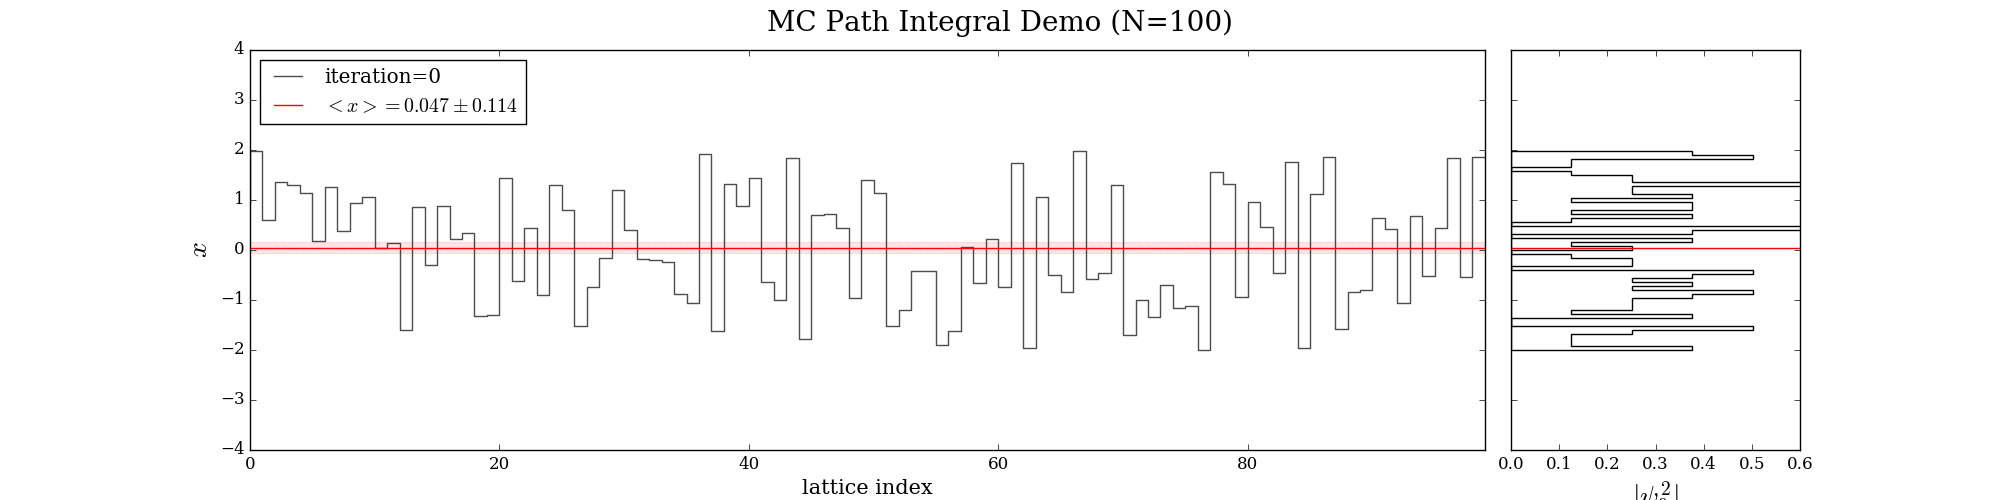 MC Path Integral Demo (N=100)
iteration=0
<x> = 0.047 ± 0.114
4
3
2
1
0
−1
−2
−3
−4
x
0 20 40 60 80
lattice index
0.0 0.1 0.2 0.3 0.4 0.5 0.6